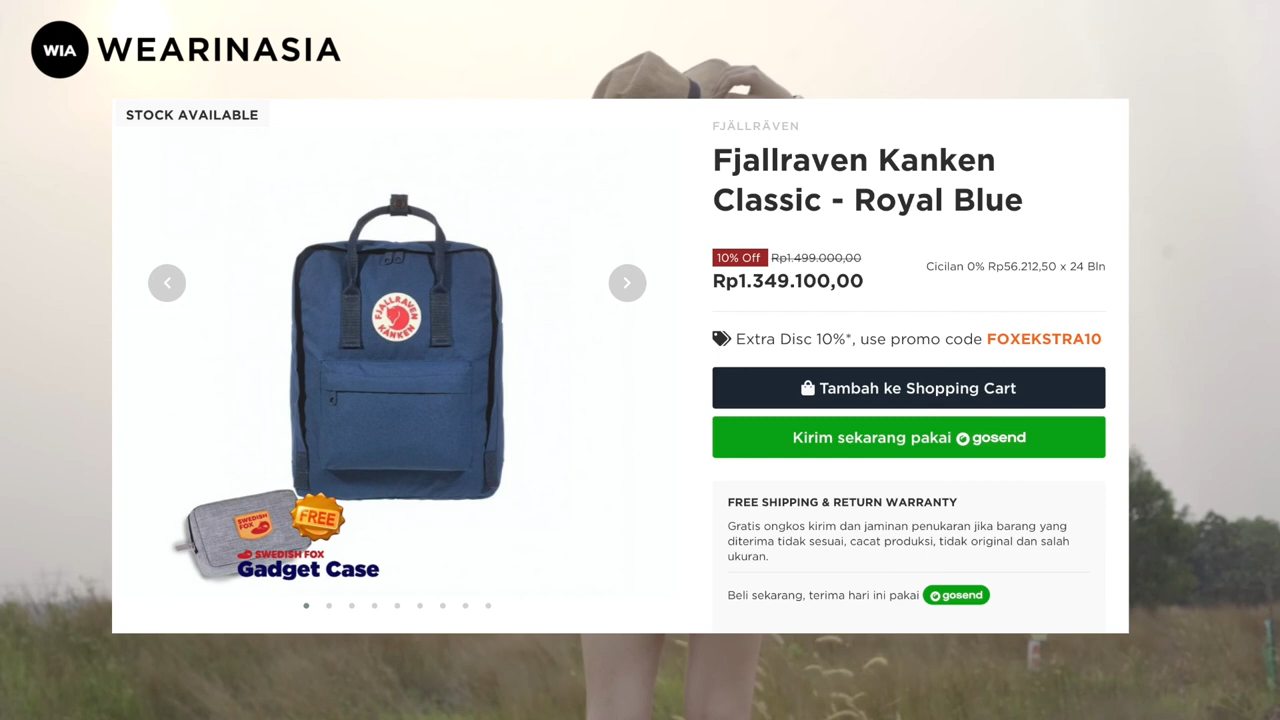 WIA WEARINASIA
STOCK AVAILABLE
FJÄLLRÄVEN
Fjallraven Kanken
Classic - Royal Blue
10% Off Rp1.499.000,00
Rp1.349.100,00
Cicilan 0% Rp56.212,50 x 24 Bln
Extra Disc 10%*, use promo code FOXEKSTRA10
Tambah ke Shopping Cart
Kirim sekarang pakai gosend
FREE SHIPPING & RETURN WARRANTY
Gratis ongkos kirim dan jaminan penukaran jika barang yang
diterima tidak sesuai, cacat produksi, tidak original dan salah
ukuran.
Beli sekarang, terima hari ini pakai gosend
FJALLRAVEN
KANKEN
SWEDISH
FOX
FREE
SWEDISH FOX
Gadget Case